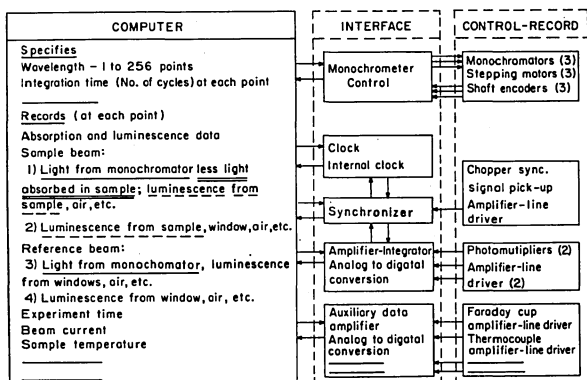 COMPUTER
Specifies
Wavelength - 1 to 256 points
Integration time (No. of cycles) at each point
Records (at each point)
Absorption and luminescence data
Sample beam:
1) Light from monochromator less light
absorbed in sample; luminescence from
sample, air, etc.
2) Luminescence from sample, window, air, etc.
Reference beam:
3) Light from monochomator, luminescence
from windows, air, etc.
4) Luminescence from window, air, etc.
Experiment time
Beam current
Sample temperature
INTERFACE
Monochrometer
Control
Clock
Internal clock
Synchronizer
Amplifier-Integrator
Analog to digatal
conversion
Auxiliary data
amplifier
Analog to digatal
conversion
CONTROL-RECORD
Monochromators (3)
Stepping motors (3)
Shaft encoders (3)
Chopper sync.
signal pick-up
Amplifier-line
driver
Photomutipliers (2)
Amplifier-line
driver (2)
Faraday cup
amplifier-line driver
Thermocouple
amplifier-line driver